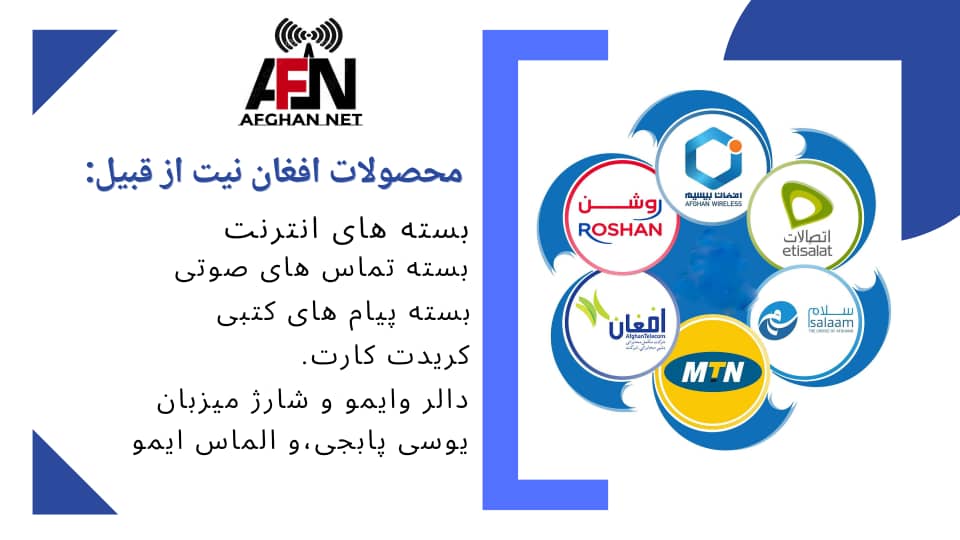 AFN
AFGHAN.NET
محصولات افغان نیت از قبیل:
بسته های انترنت
بسته تماس های صوتی
بسته پیام های کتبی
کریدت کارت.
دالر وایمو و شارژ میزبان
یوسی پابجی،و الماس ایمو
افغان بیسیم
AFGHAN WIRELESS
روشن
ROSHAN
اتصالات
etisalat
افغان
AfghanTelecom
سلام
salaam
MTN